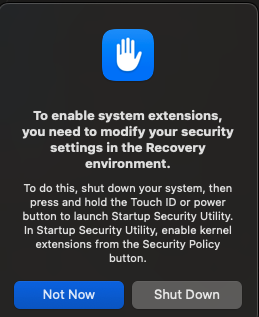 To enable system extensions,
you need to modify your security
settings in the Recovery
environment.
To do this, shut down your system, then
press and hold the Touch ID or power
button to launch Startup Security Utility.
In Startup Security Utility, enable kernel
extensions from the Security Policy
button.
Not Now
Shut Down